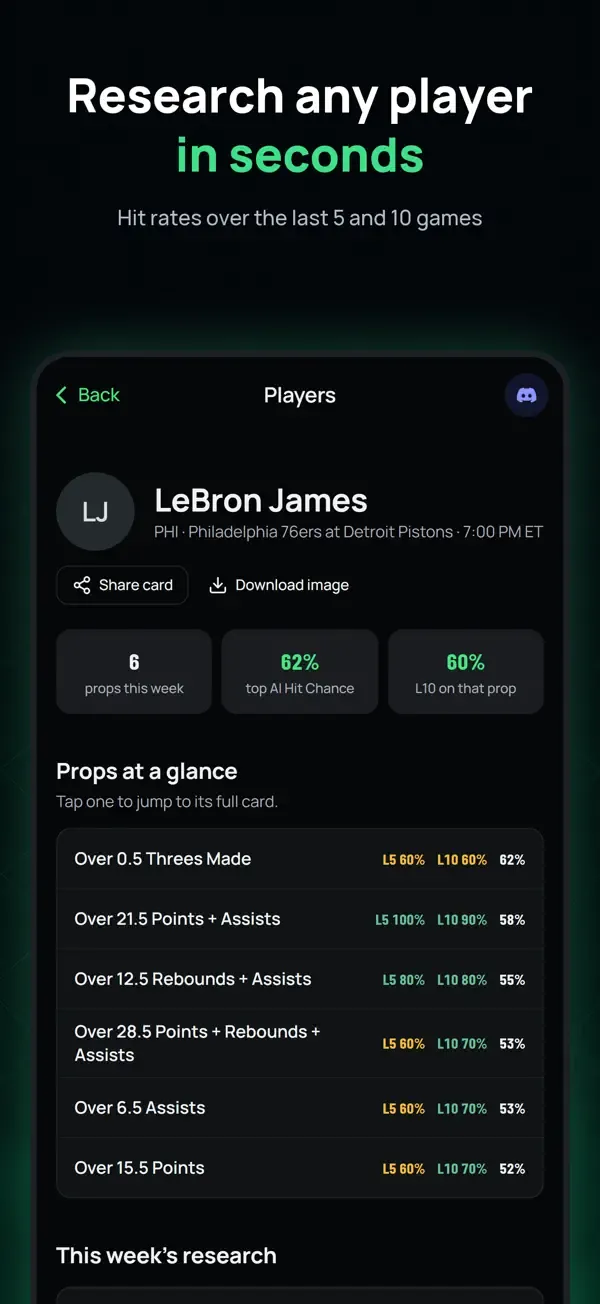 Research any player
in seconds
Hit rates over the last 5 and 10 games
Back
Players
LJ
LeBron James
PHI · Philadelphia 76ers at Detroit Pistons · 7:00 PM ET
Share card
Download image
6
props this week
62%
top AI Hit Chance
60%
L10 on that prop
Props at a glance
Tap one to jump to its full card.
Over 0.5 Threes Made L5 60% L10 60% 62%
Over 21.5 Points + Assists L5 100% L10 90% 58%
Over 12.5 Rebounds + Assists L5 80% L10 80% 55%
Over 28.5 Points + Rebounds +
Assists L5 60% L10 70% 53%
Over 6.5 Assists L5 60% L10 70% 53%
Over 15.5 Points L5 60% L10 70% 52%
This week's research